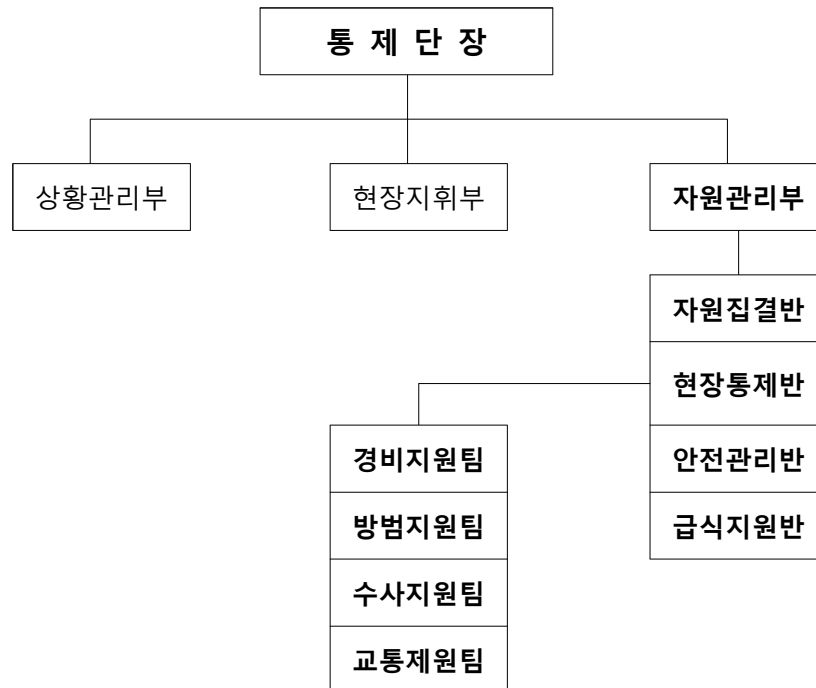 통 제 단 장
상황관리부
현장지휘부
자원관리부
자원집결반
현장통제반
경비지원팀
안전관리반
방범지원팀
급식지원반
수사지원팀
교통제원팀